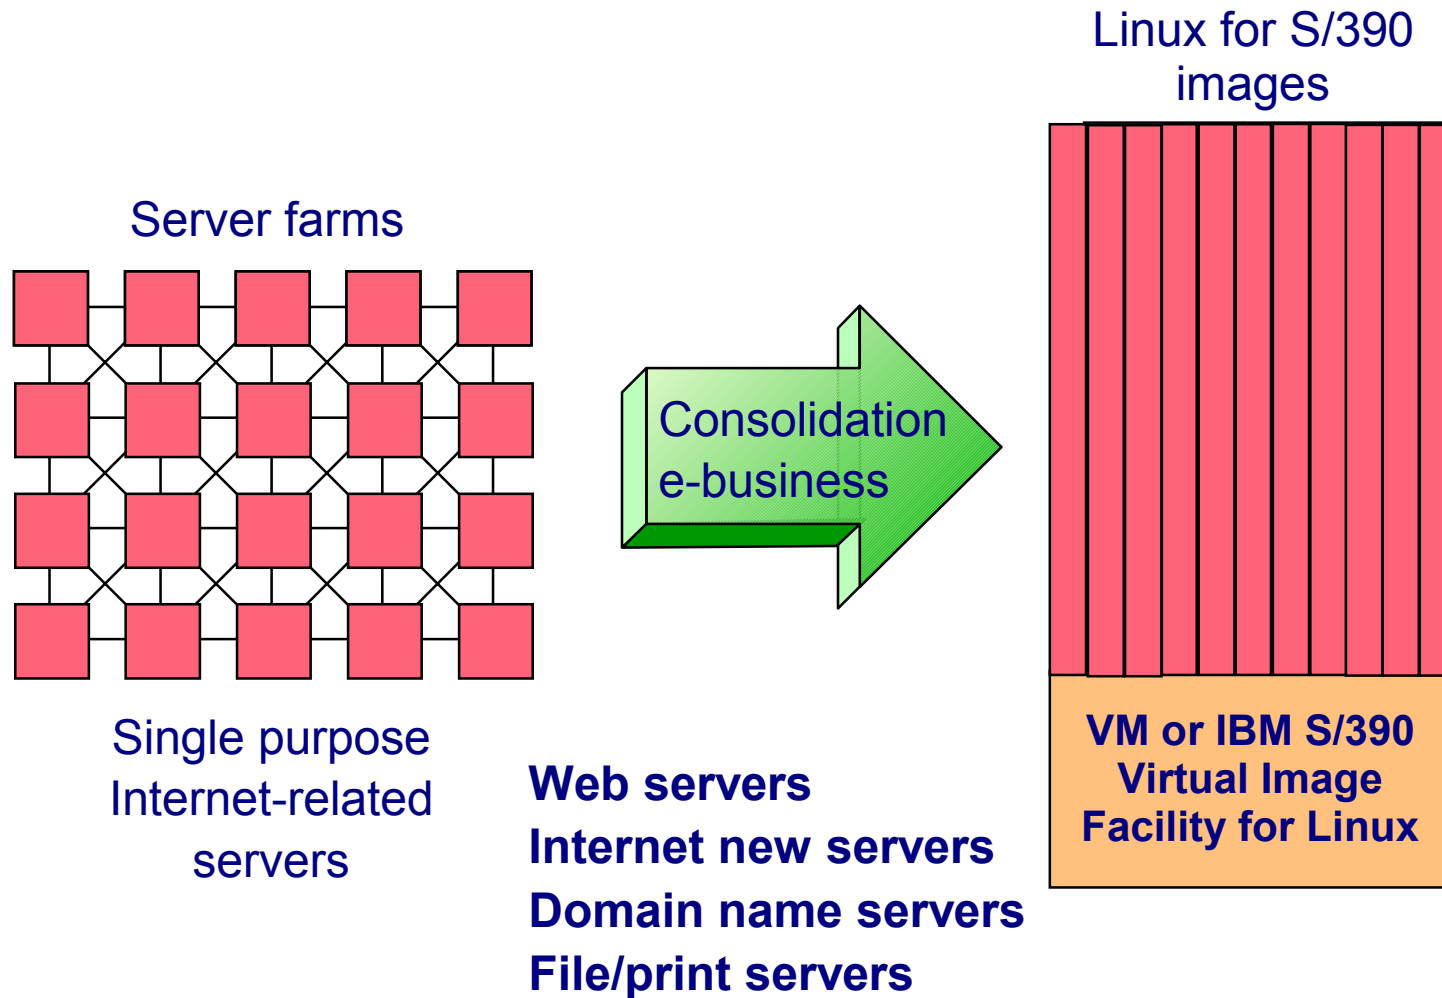 Linux for S/390
images
Server farms
Consolidation
e-business
Single purpose
Internet-related
servers
Web servers
Internet new servers
Domain name servers
File/print servers
VM or IBM S/390
Virtual Image
Facility for Linux